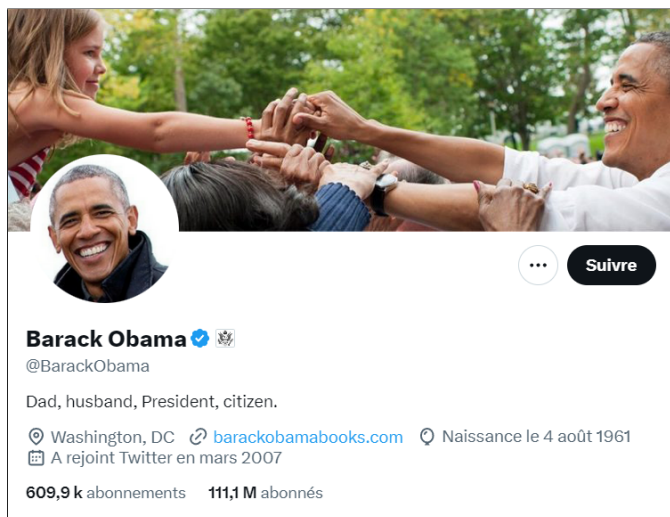 Suivre
Barack Obama
@BarackObama
Dad, husband, President, citizen.
Washington, DC barackobamabooks.com Naissance le 4 août 1961
A rejoint Twitter en mars 2007
609,9 k abonnements 111,1 M abonnés